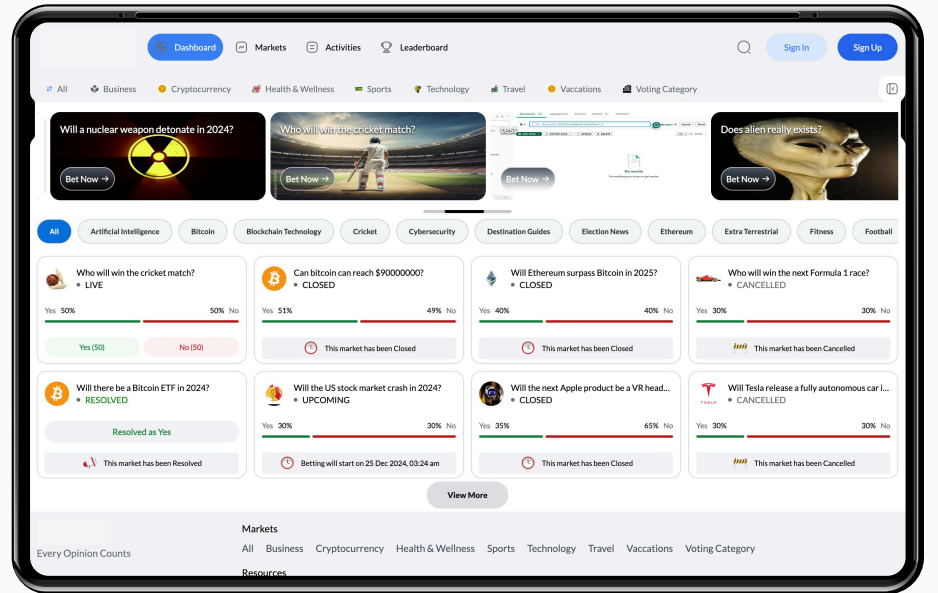 Dashboard Markets Activities Leaderboard Sign In Sign Up
All Business Cryptocurrency Health & Wellness Sports Technology Travel Vaccations Voting Category
Will a nuclear weapon detonate in 2024?
Bet Now →
Who will win the cricket match?
Bet Now →
test
No results
Bet Now →
Does alien really exists?
Bet Now →
All Artificial Intelligence Bitcoin Blockchain Technology Cricket Cybersecurity Destination Guides Election News Ethereum Extra Terrestrial Fitness Football
Who will win the cricket match?
LIVE
Yes 50% 50% No
Yes (50) No (50)
Can bitcoin can reach $90000000?
CLOSED
Yes 51% 49% No
This market has been Closed
Will Ethereum surpass Bitcoin in 2025?
CLOSED
Yes 40% 40% No
This market has been Closed
Who will win the next Formula 1 race?
CANCELLED
Yes 30% 30% No
This market has been Cancelled
Will there be a Bitcoin ETF in 2024?
RESOLVED
Resolved as Yes
This market has been Resolved
Will the US stock market crash in 2024?
UPCOMING
Yes 30% 30% No
Betting will start on 25 Dec 2024, 03:24 am
Will the next Apple product be a VR head...
CLOSED
Yes 35% 65% No
This market has been Closed
TESLA
Will Tesla release a fully autonomous car i...
CANCELLED
Yes 30% 30% No
This market has been Cancelled
View More
Every Opinion Counts
Markets
All Business Cryptocurrency Health & Wellness Sports Technology Travel Vaccations Voting Category
Resources